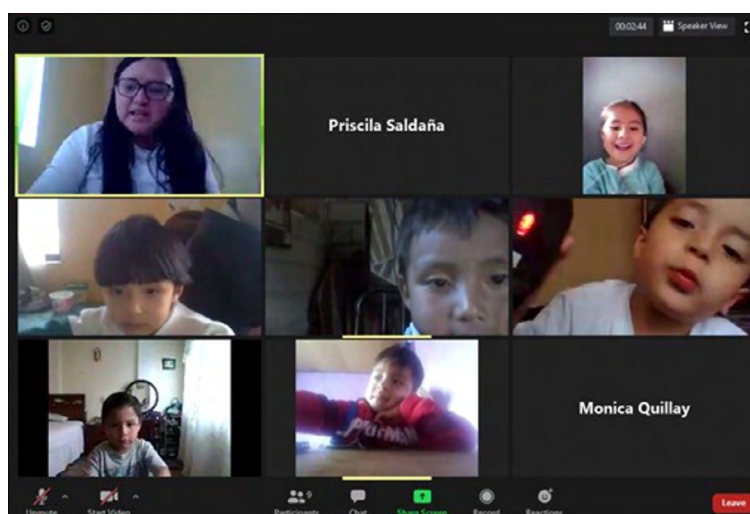 00:02:44 Speaker View
Priscila Saldaña
Monica Quillay
9
Unmute Start Video Participants Chat Share Screen Record Reactions Leave